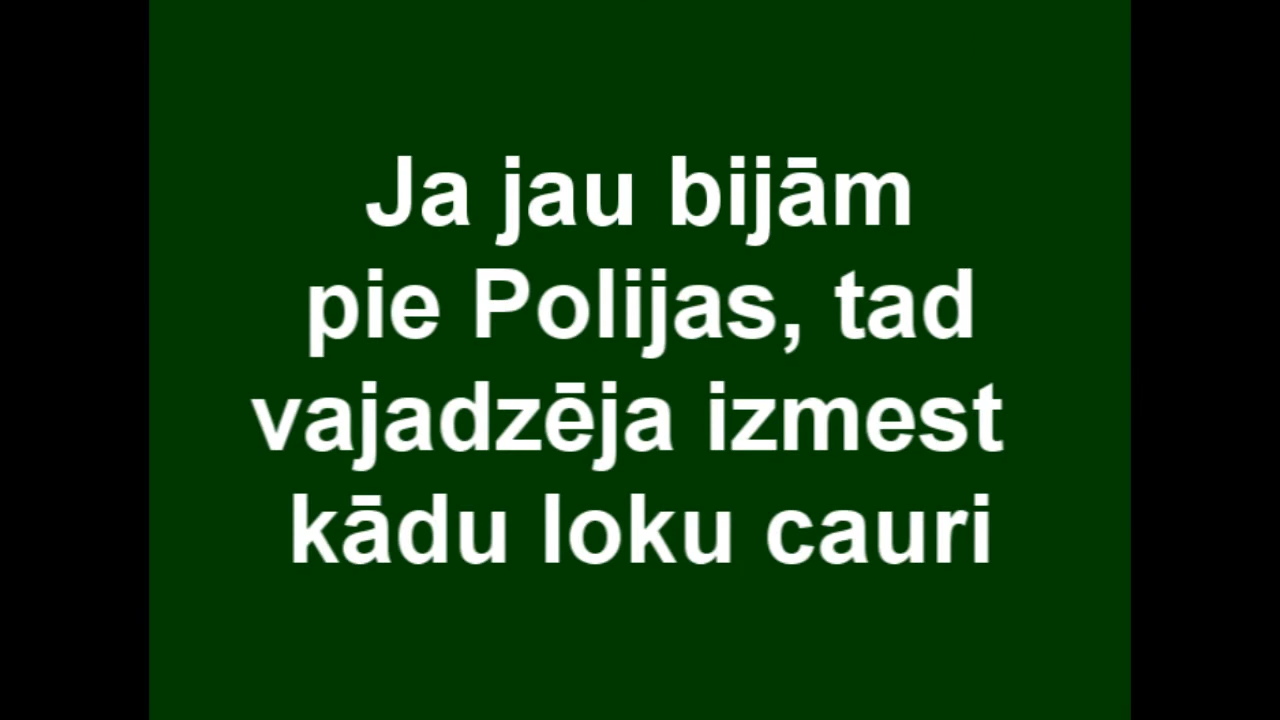 Ja jau bijām
pie Polijas, tad
vajadzēja izmest
kādu loku cauri